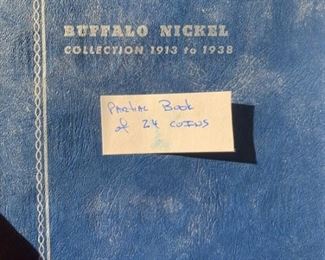 BUFFALO NICKEL
COLLECTION 1913 to 1938
PARTIAL BOOK
of 24 COINS